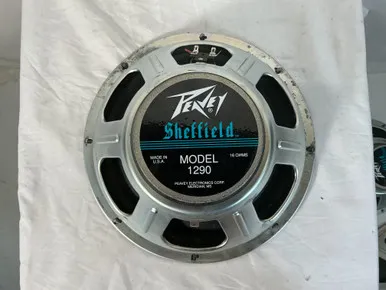 PEAVEY®
Sheffield
MADE IN U.S.A.
MODEL 1290
16 OHMS
PEAVEY ELECTRONICS CORP.
MERIDIAN, MS